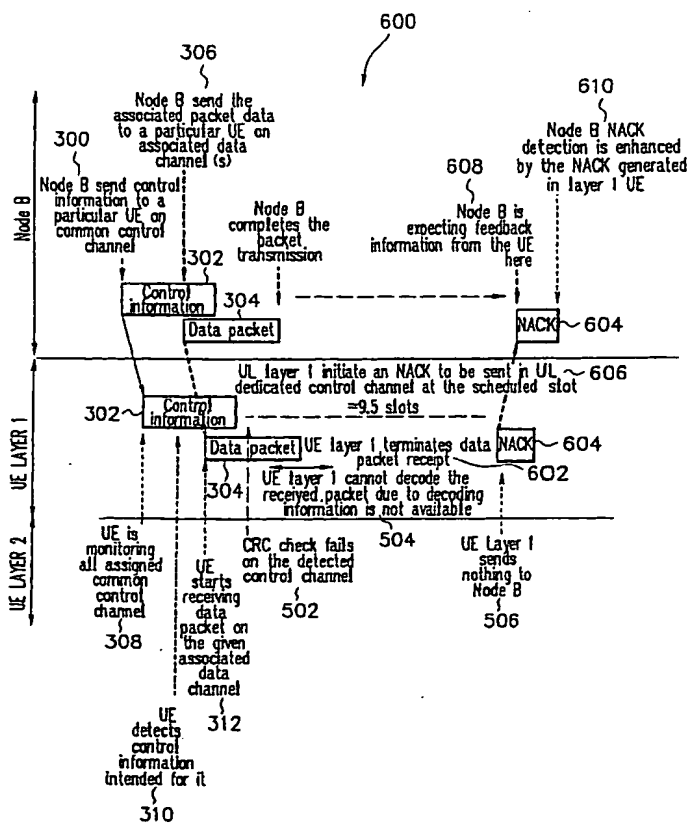 600
306
Node B send the
associated packet data
to a particular UE on
associated data
channel (s)
610
Node B NACK
detection is enhanced
by the NACK generated
in layer 1 UE
300
Node B send control
information to a
particular UE on
common control
channel
608
Node B is
expecting feedback
information from the UE
here
Node B
completes the
packet
transmission
Node B
302
Control
information
304
Data packet
NACK
604
UL layer 1 initiate an NACK to be sent in UL
dedicated control channel at the scheduled slot
606
UE LAYER 1
302
Control
information
=9.5 slots
304
Data packet
UE layer 1 terminates data
packet receipt
602
NACK
604
UE layer 1 cannot decode the
received packet due to decoding
information is not available
504
UE LAYER 2
UE is
monitoring
all assigned
common
control
channel
308
UE
starts
receiving
data
packet on
the given
associated
data
channel
312
CRC check fails
on the detected
control channel
502
UE Layer 1
sends
nothing to
Node B
506
UE
detects
control
information
intended for it
310